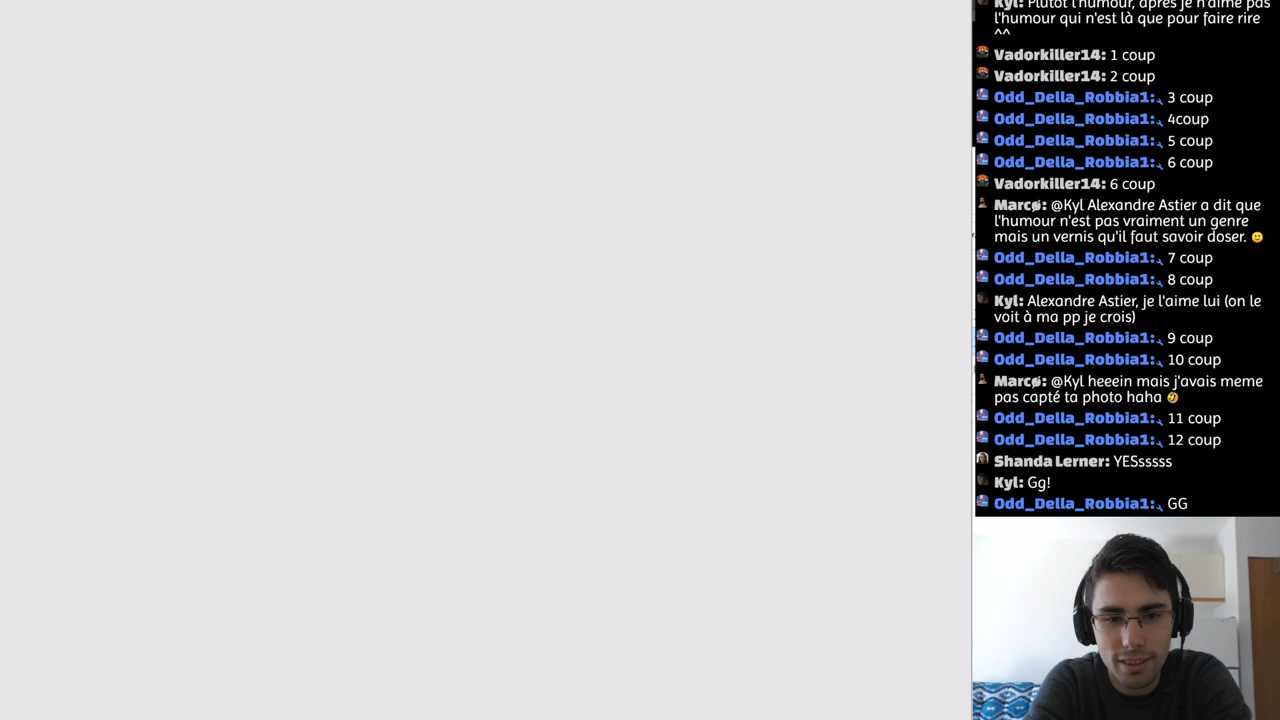 Kyl: Plutôt l'humour, après je n'aime pas
l'humour qui n'est là que pour faire rire
^^
Vadorkiller14: 1 coup
Vadorkiller14: 2 coup
Odd_Della_Robbia1: 3 coup
Odd_Della_Robbia1: 4coup
Odd_Della_Robbia1: 5 coup
Odd_Della_Robbia1: 6 coup
Vadorkiller14: 6 coup
Marcø: @Kyl Alexandre Astier a dit que
l'humour n'est pas vraiment un genre
mais un vernis qu'il faut savoir doser. 🙂
Odd_Della_Robbia1: 7 coup
Odd_Della_Robbia1: 8 coup
Kyl: Alexandre Astier, je l'aime lui (on le
voit à ma pp je crois)
Odd_Della_Robbia1: 9 coup
Odd_Della_Robbia1: 10 coup
Marcø: @Kyl heeein mais j'avais meme
pas capté ta photo haha 🤣
Odd_Della_Robbia1: 11 coup
Odd_Della_Robbia1: 12 coup
Shanda Lerner: YESsssss
Kyl: Gg!
Odd_Della_Robbia1: GG